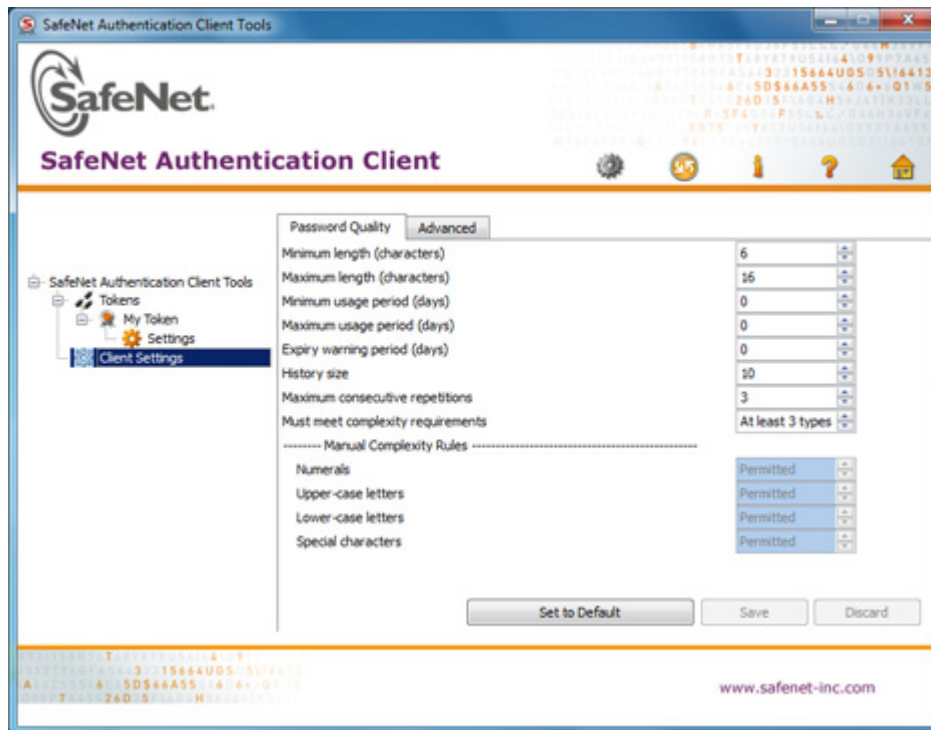 SafeNet Authentication Client Tools
SafeNet.
SafeNet Authentication Client
Password Quality Advanced
SafeNet Authentication Client Tools
Tokens
My Token
Settings
Client Settings
Minimum length (characters) 6
Maximum length (characters) 16
Minimum usage period (days) 0
Maximum usage period (days) 0
Expiry warning period (days) 0
History size 10
Maximum consecutive repetitions 3
Must meet complexity requirements At least 3 types
-------- Manual Complexity Rules --------
Numerals Permitted
Upper-case letters Permitted
Lower-case letters Permitted
Special characters Permitted
Set to Default Save Discard
www.safenet-inc.com